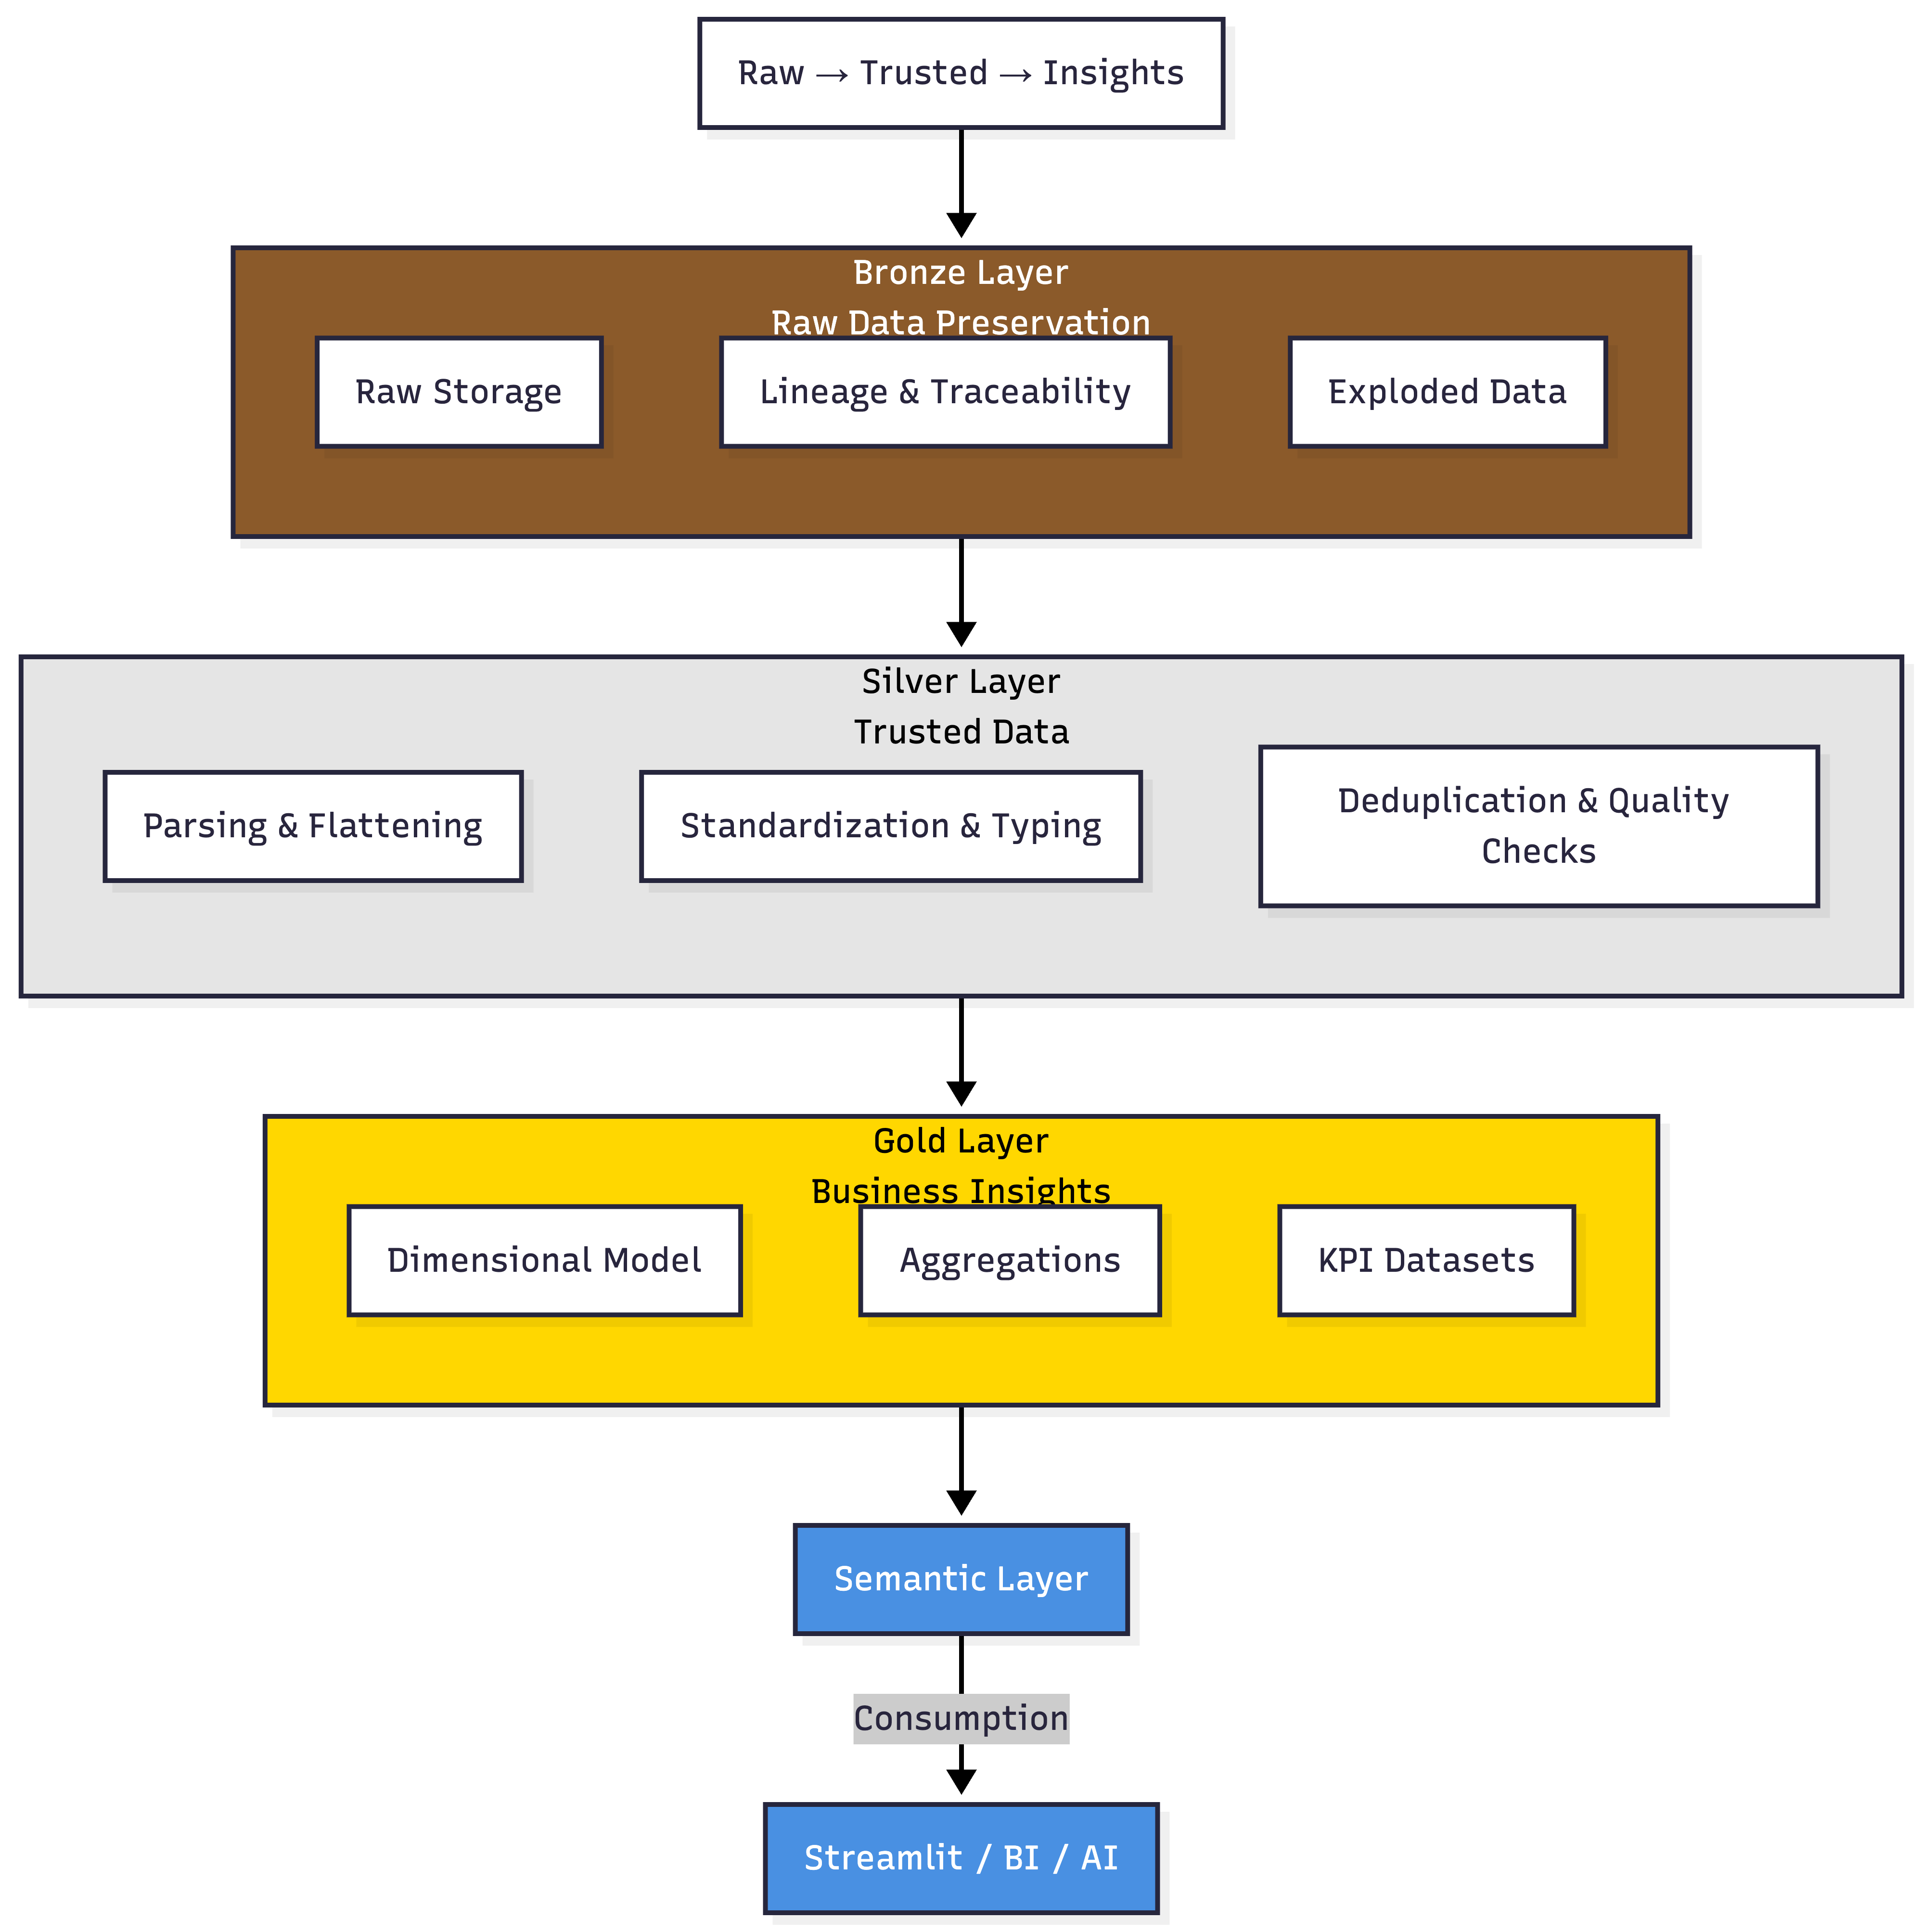 Raw → Trusted → Insights
Bronze Layer
Raw Data Preservation
Raw Storage
Lineage & Traceability
Exploded Data
Silver Layer
Trusted Data
Parsing & Flattening
Standardization & Typing
Deduplication & Quality
Checks
Gold Layer
Business Insights
Dimensional Model
Aggregations
KPI Datasets
Semantic Layer
Consumption
Streamlit / BI / AI